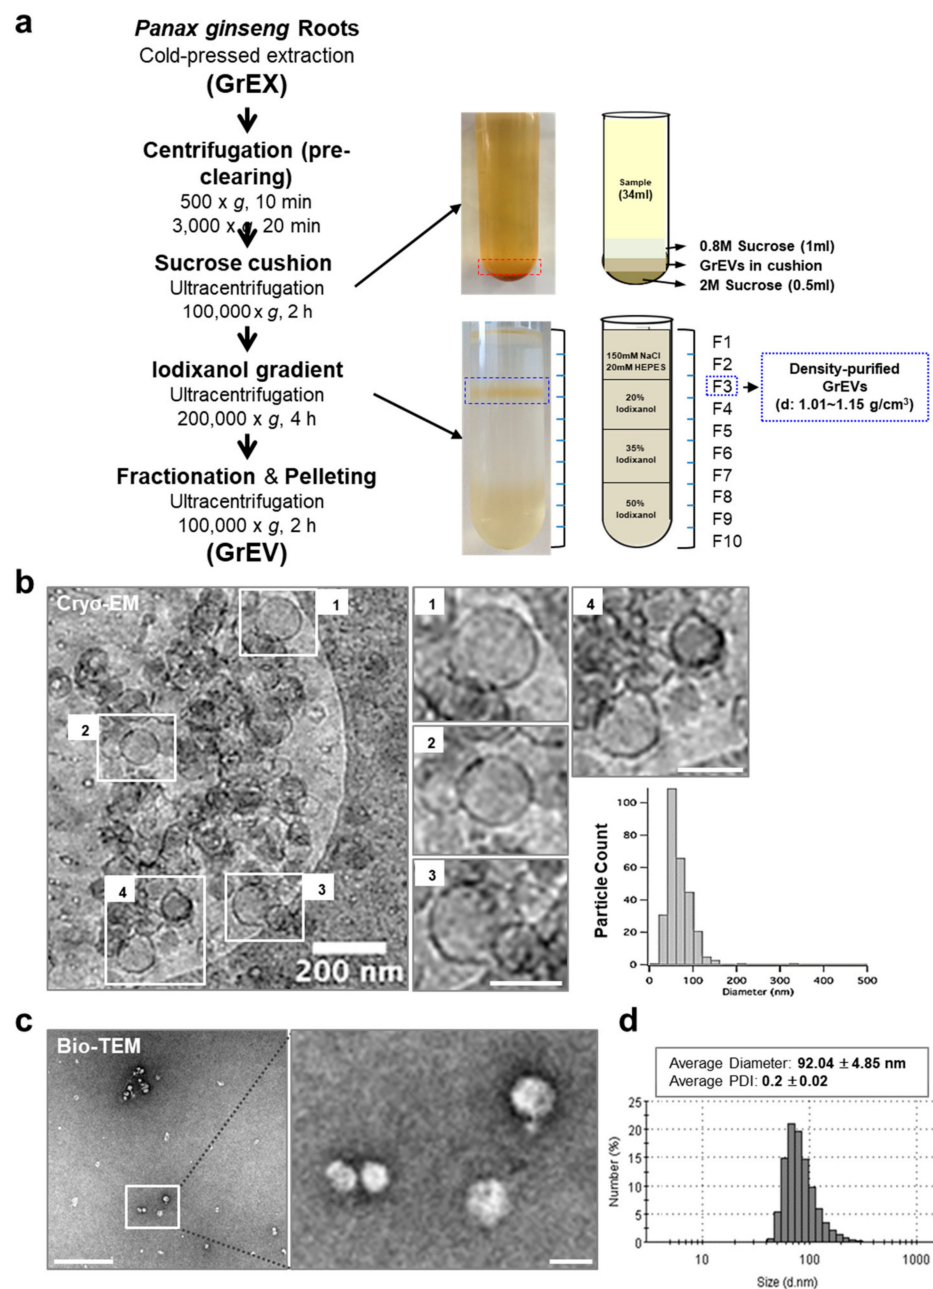 a
Panax ginseng Roots
Cold-pressed extraction
(GrEX)
Centrifugation (pre-
clearing)
500 x g, 10 min
3,000 x g, 20 min
Sucrose cushion
Ultracentrifugation
100,000 x g, 2 h
Iodixanol gradient
Ultracentrifugation
200,000 x g, 4 h
Fractionation & Pelleting
Ultracentrifugation
100,000 x g, 2 h
(GrEV)
Sample
(34ml)
0.8M Sucrose (1ml)
GrEVs in cushion
2M Sucrose (0.5ml)
150mM NaCl
20mM HEPES
20%
Iodixanol
35%
Iodixanol
50%
Iodixanol
F1
F2
F3
F4
F5
F6
F7
F8
F9
F10
Density-purified
GrEVs
(d: 1.01~1.15 g/cm³)
b
Cryo-EM
1
2
3
4
200 nm
1
2
3
4
Particle Count
100
80
60
40
20
0
0
100
200
300
400
500
Diameter (nm)
c
Bio-TEM
d
Average Diameter: 92.04 ± 4.85 nm
Average PDI: 0.2 ± 0.02
Number (%)
25
20
15
10
5
0
10
100
1000
Size (d.nm)